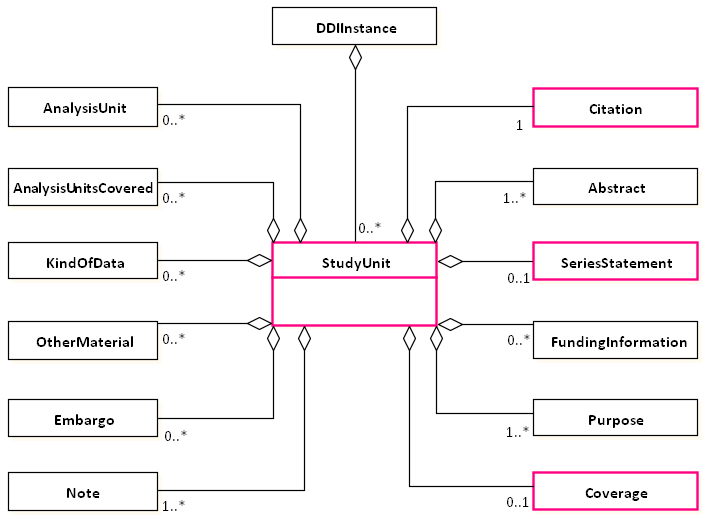 DDIInstance
AnalysisUnit
0..*
Citation
1
AnalysisUnitsCovered
0..*
Abstract
1..*
0..*
StudyUnit
KindOfData
0..*
SeriesStatement
0..1
OtherMaterial
0..*
FundingInformation
0..*
Embargo
0..*
Purpose
1..*
Note
1..*
Coverage
0..1